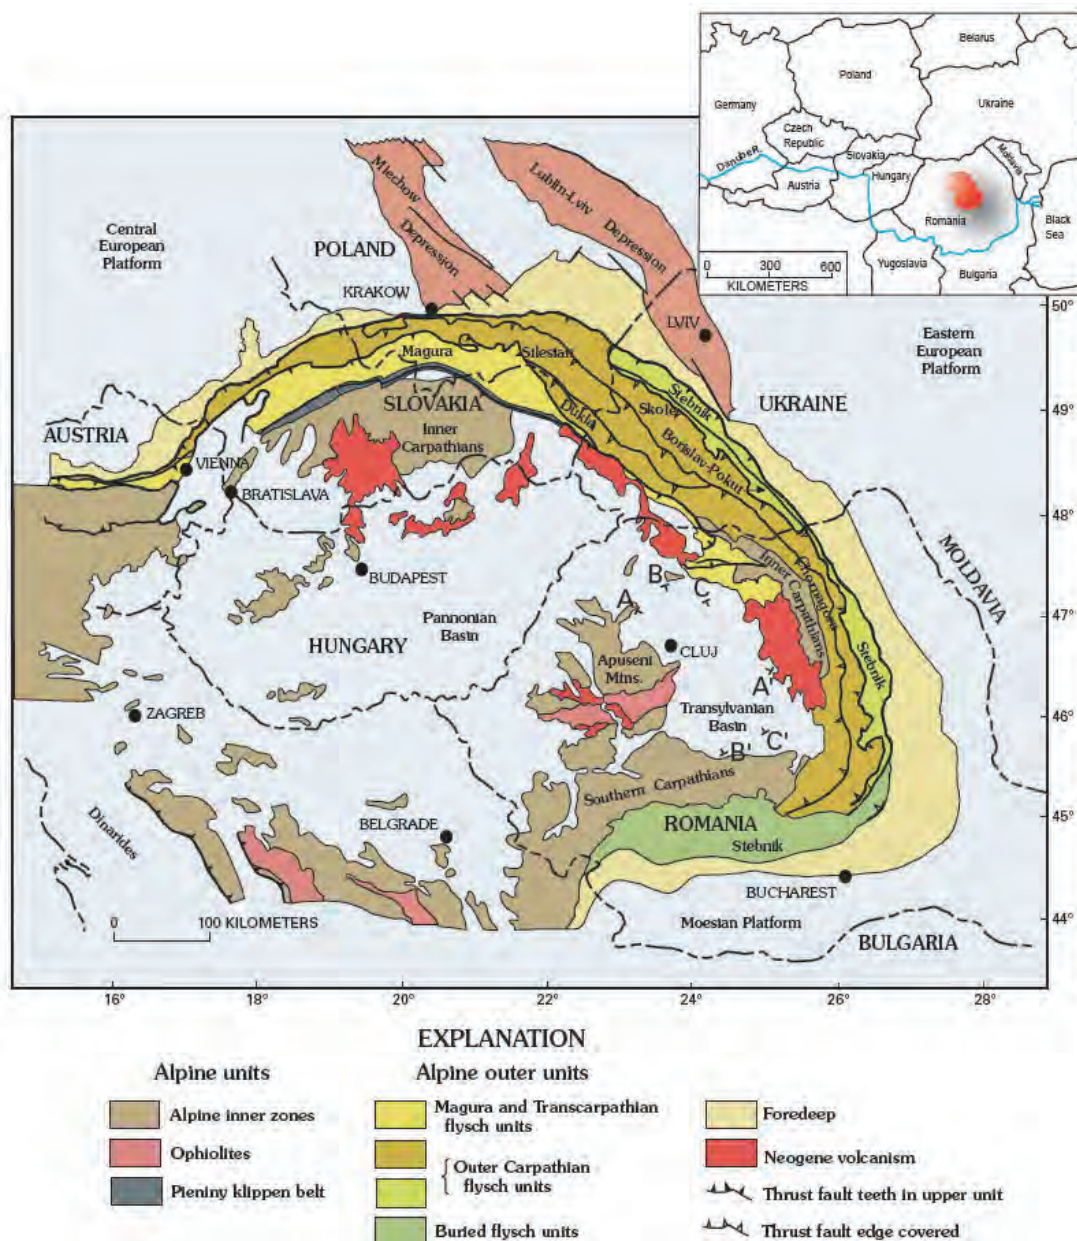 Belarus
Poland
Germany
Ukraine
Czech
Republic
Slovakia
Moldavia
Danube R.
Hungary
Austria
Romania
Black
Sea
Yugoslavia
Bulgaria
0 300 600
KILOMETERS
Miechow
Depression
Lublin-Lviv
Depression
Central
European
Platform
POLAND
KRAKOW
LVIV
50°
Eastern
European
Platform
Magura
Silesian
Stebnik
SLOVAKIA
Skole
UKRAINE
49°
Dukla
AUSTRIA
Inner
Carpathians
Borislav-Pokut
VIENNA
BRATISLAVA
48°
MOLDAVIA
BUDAPEST
Inner Carpathians
B
C
A
47°
Pannonian
Basin
HUNGARY
CLUJ
Apuseni
Mtns.
Stebnik
A'
ZAGREB
Transylvanian
Basin
46°
C'
B'
Southern Carpathians
Dinarides
BELGRADE
ROMANIA
Stebnik
45°
BUCHAREST
0 100 KILOMETERS
Moesian Platform
44°
BULGARIA
16° 18° 20° 22° 24° 26° 28°
EXPLANATION
Alpine units
Alpine inner zones
Ophiolites
Pieniny klippen belt
Alpine outer units
Magura and Transcarpathian
flysch units
Outer Carpathian
flysch units
Buried flysch units
Foredeep
Neogene volcanism
Thrust fault teeth in upper unit
Thrust fault edge covered